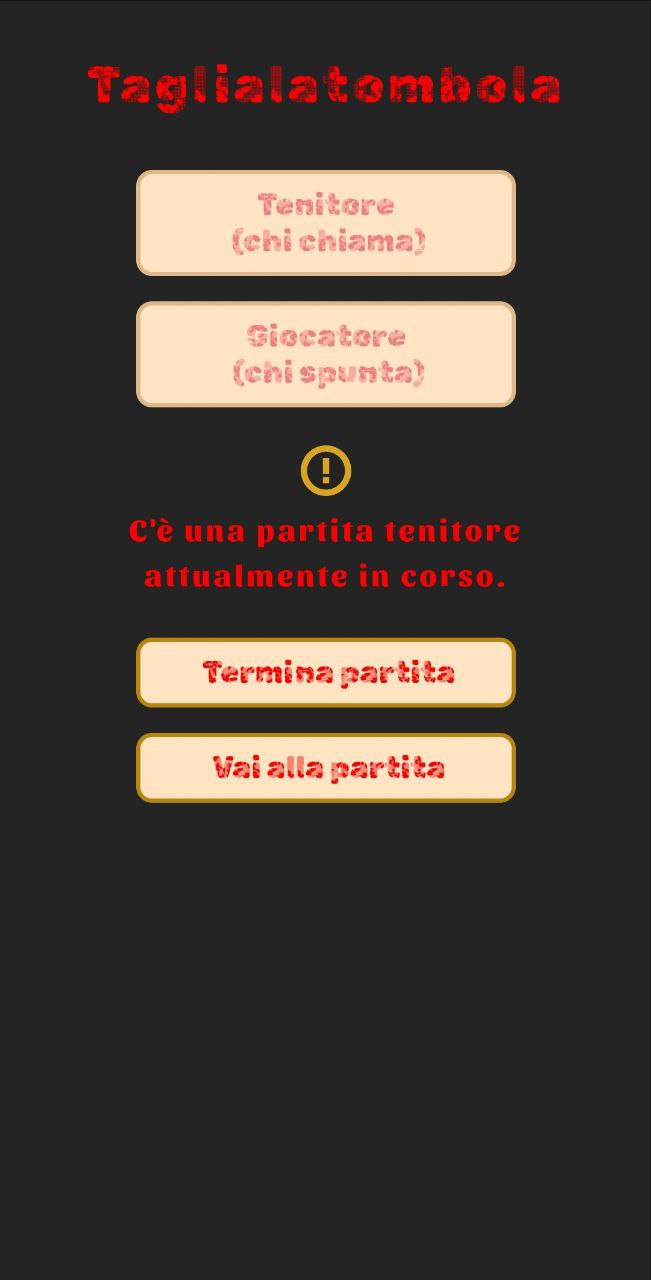 Taglialatombola
Tenitore
(chi chiama)
Giocatore
(chi spunta)
C'è una partita tenitore
attualmente in corso.
Termina partita
Vai alla partita